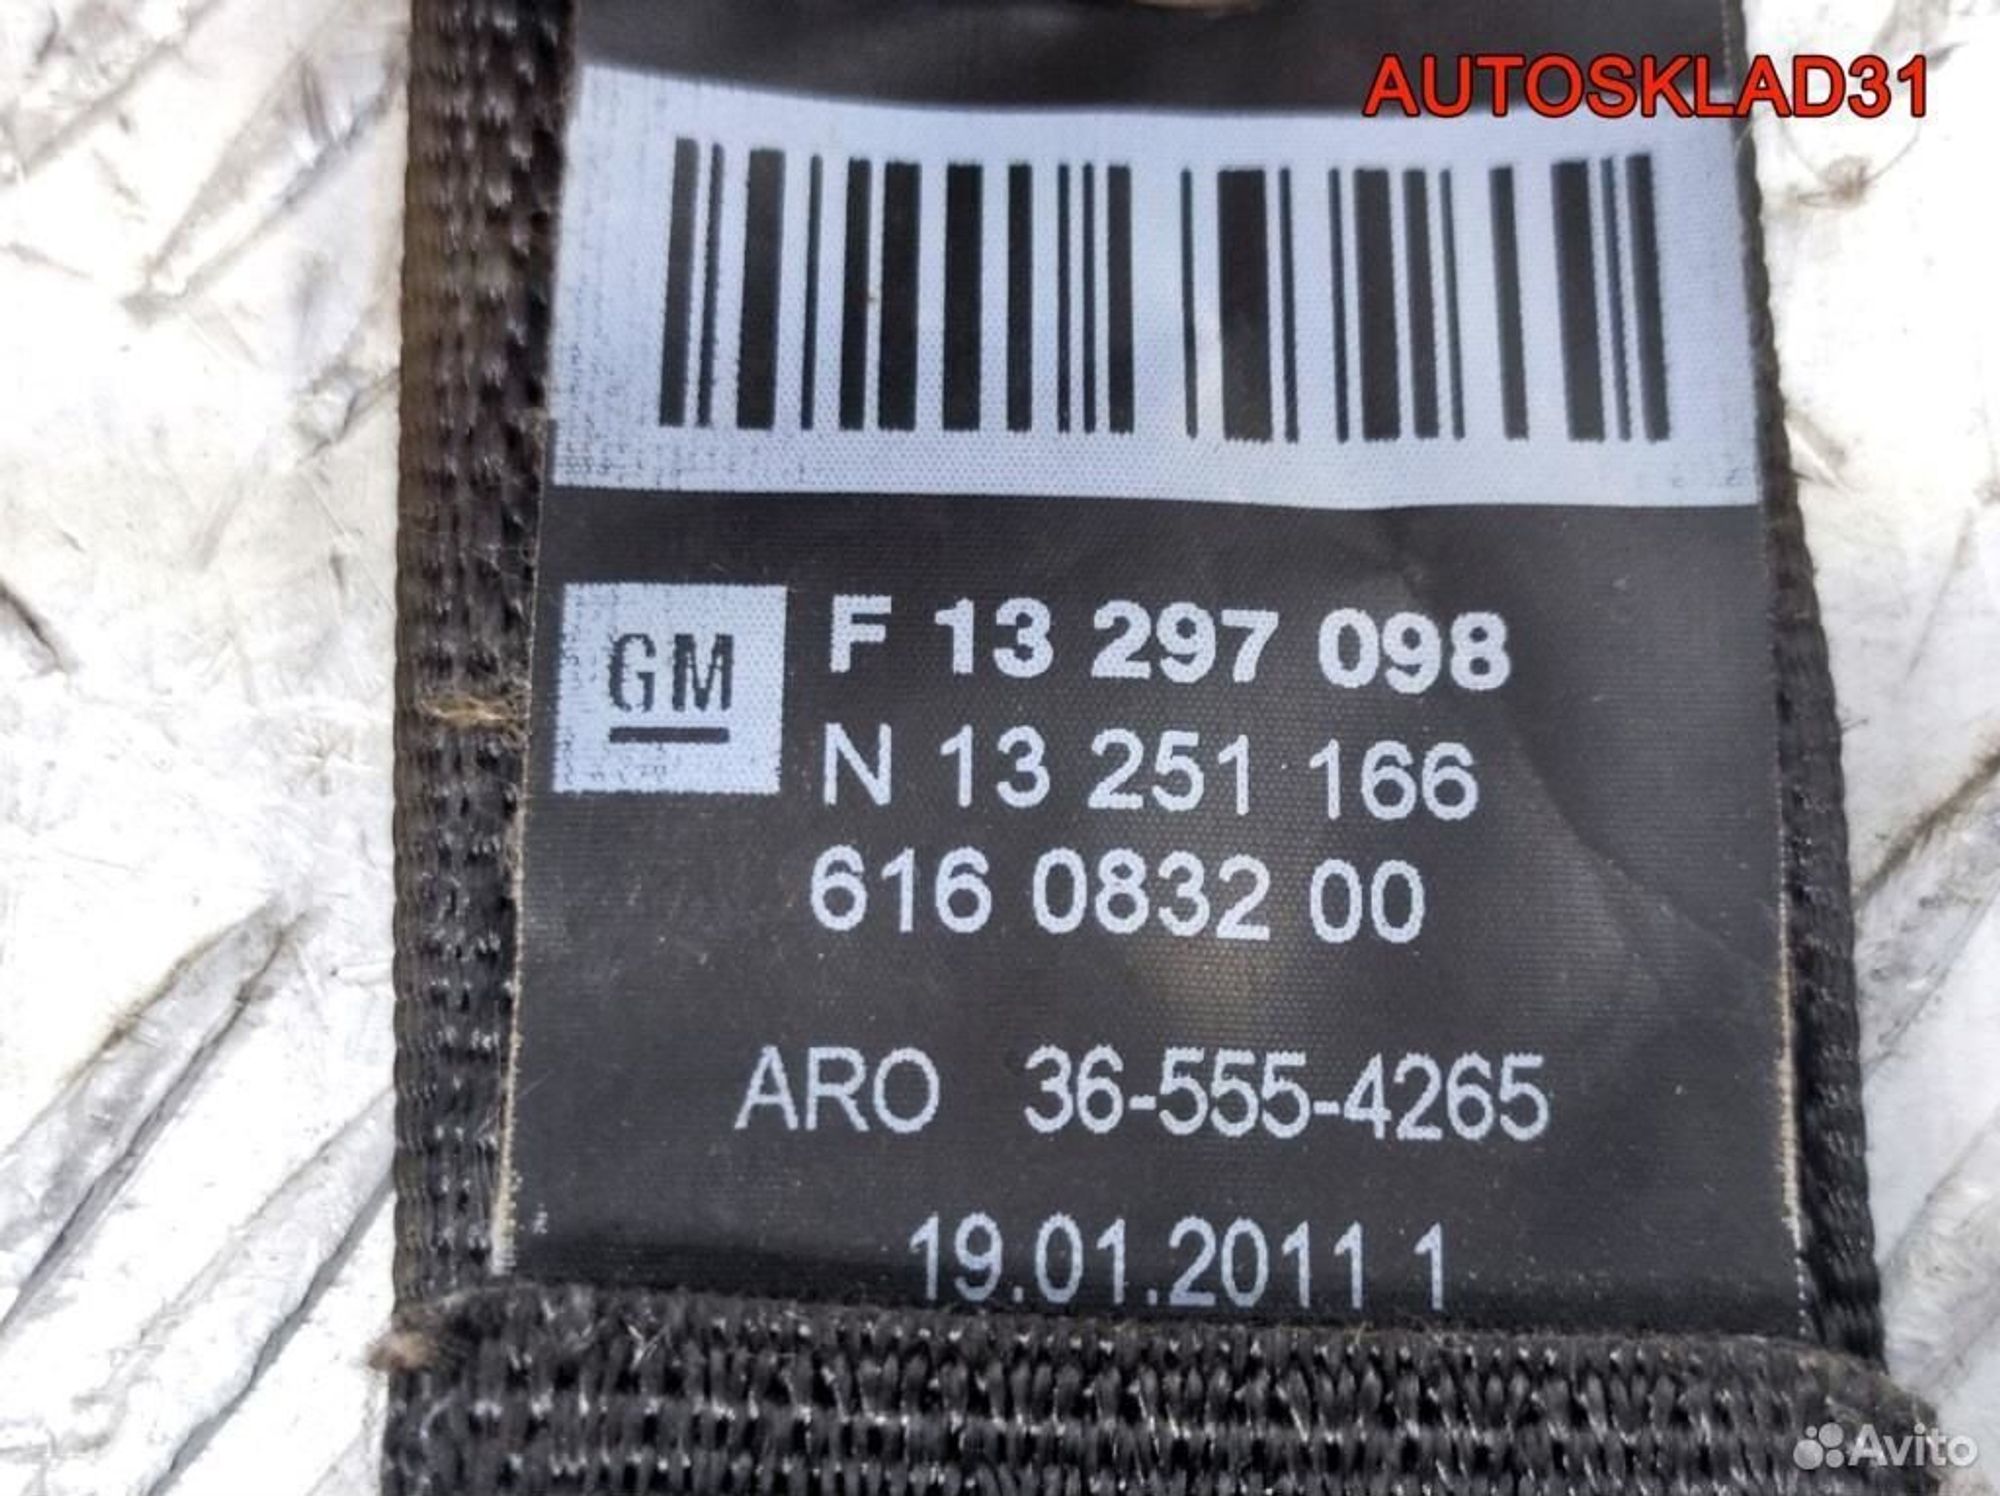 AUTOSKLAD31
GM
F 13 297 098
N 13 251 166
616 0832 00
ARO 36-555-4265
19.01.2011 1
Avito